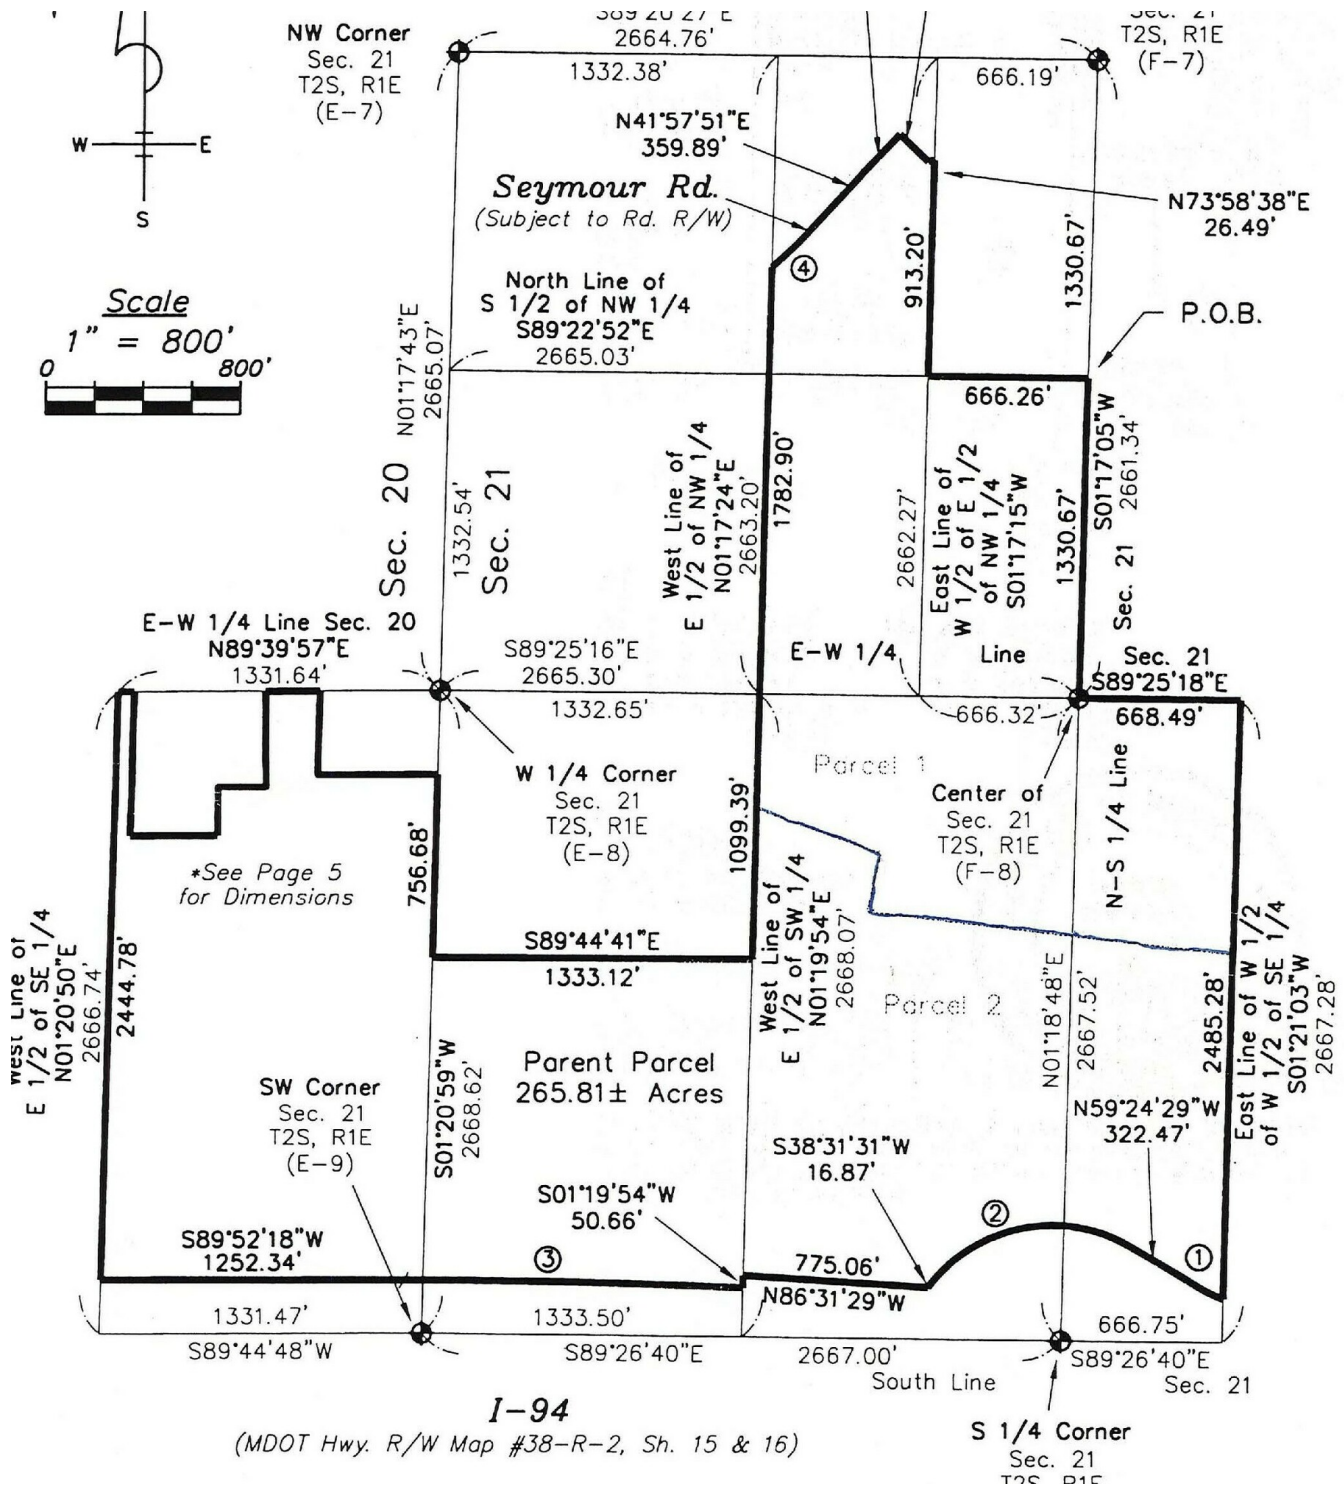 S89°20'27"E
2664.76'
NW Corner
Sec. 21
T2S, R1E
(E-7)
1332.38'
666.19'
Sec. 21
T2S, R1E
(F-7)
W
E
S
N41°57'51"E
359.89'
Seymour Rd.
(Subject to Rd. R/W)
N73°58'38"E
26.49'
④
913.20'
1330.67'
P.O.B.
North Line of
S 1/2 of NW 1/4
S89°22'52"E
2665.03'
Scale
1" = 800'
0
800'
N01°17'43"E
2665.07'
666.26'
Sec. 20
1332.54'
Sec. 21
West Line of
E 1/2 of NW 1/4
N01°17'24"E
2663.20'
1782.90'
2662.27'
East Line of
W 1/2 of E 1/2
of NW 1/4
S01°17'15"W
1330.67'
S01°17'05"W
2661.34'
Sec. 21
E-W 1/4 Line Sec. 20
N89°39'57"E
1331.64'
S89°25'16"E
2665.30'
1332.65'
E-W 1/4
Line
Sec. 21
S89°25'18"E
666.32'
668.49'
W 1/4 Corner
Sec. 21
T2S, R1E
(E-8)
Parcel 1
Center of
Sec. 21
T2S, R1E
(F-8)
N-S 1/4 Line
*See Page 5
for Dimensions
756.68'
1099.39'
S89°44'41"E
1333.12'
West Line of
E 1/2 of SW 1/4
N01°19'54"E
2668.07'
Parcel 2
West Line of
E 1/2 of SE 1/4
N01°20'50"E
2666.74'
2444.78'
N01°18'48"E
2667.52'
2485.28'
East Line of W 1/2
of W 1/2 of SE 1/4
S01°21'03"W
2667.28'
Parent Parcel
265.81± Acres
SW Corner
Sec. 21
T2S, R1E
(E-9)
S01°20'59"W
2668.62'
N59°24'29"W
322.47'
S38°31'31"W
16.87'
S01°19'54"W
50.66'
S89°52'18"W
1252.34'
③
②
①
775.06'
N86°31'29"W
1331.47'
S89°44'48"W
1333.50'
S89°26'40"E
2667.00'
South Line
666.75'
S89°26'40"E
Sec. 21
I-94
(MDOT Hwy. R/W Map #38-R-2, Sh. 15 & 16)
S 1/4 Corner
Sec. 21
T2S, R1E